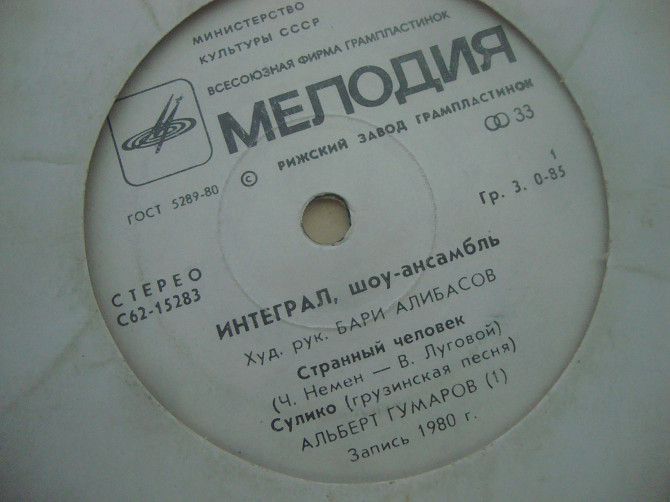 МИНИСТЕРСТВО
КУЛЬТУРЫ СССР
ВСЕСОЮЗНАЯ ФИРМА ГРАМПЛАСТИНОК
МЕЛОДИЯ
© РИЖСКИЙ ЗАВОД ГРАМПЛАСТИНОК
33
ГОСТ 5289-80
1
Гр. 3. 0-85
СТЕРЕО
С62-15283
ИНТЕГРАЛ, шоу-ансамбль
Худ. рук. БАРИ АЛИБАСОВ
Странный человек
(Ч. Немен — В. Луговой)
Сулико (грузинская песня)
АЛЬБЕРТ ГУМАРОВ (1)
Запись 1980 г.